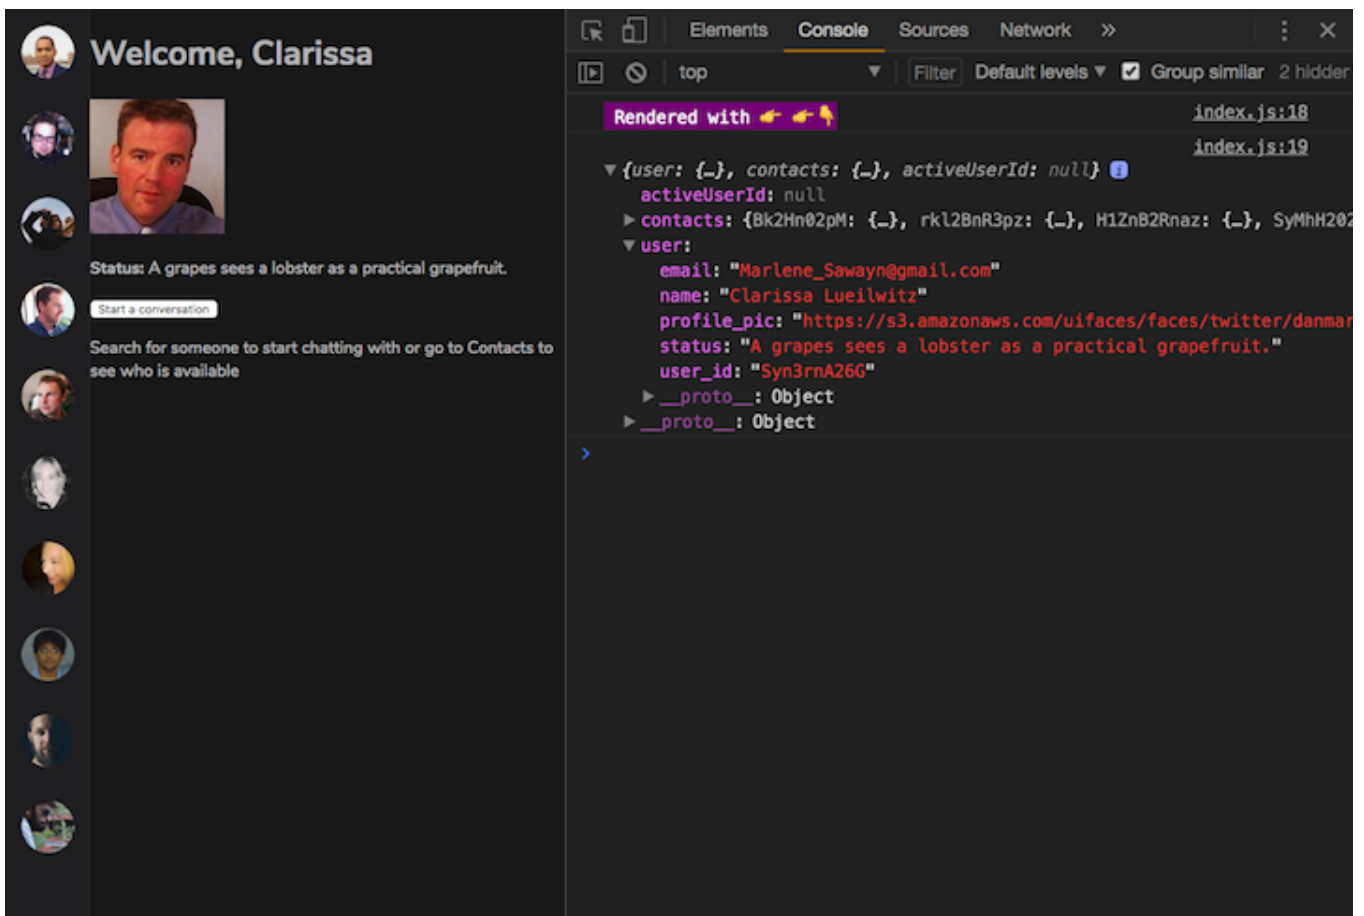 Welcome, Clarissa
Status: A grapes sees a lobster as a practical grapefruit.
Start a conversation
Search for someone to start chatting with or go to Contacts to
see who is available
Elements Console Sources Network »
top ▼ Filter Default levels ▼ Group similar 2 hidder
Rendered with 👉 👉👇 index.js:18
index.js:19
▼{user: {…}, contacts: {…}, activeUserId: null} i
activeUserId: null
▶contacts: {Bk2Hn02pM: {…}, rkl2BnR3pz: {…}, H1ZnB2Rnaz: {…}, SyMhH202
▼user:
email: "Marlene_Sawayn@gmail.com"
name: "Clarissa Lueilwitz"
profile_pic: "https://s3.amazonaws.com/uifaces/faces/twitter/danmar
status: "A grapes sees a lobster as a practical grapefruit."
user_id: "Syn3rnA26G"
▶__proto__: Object
▶__proto__: Object